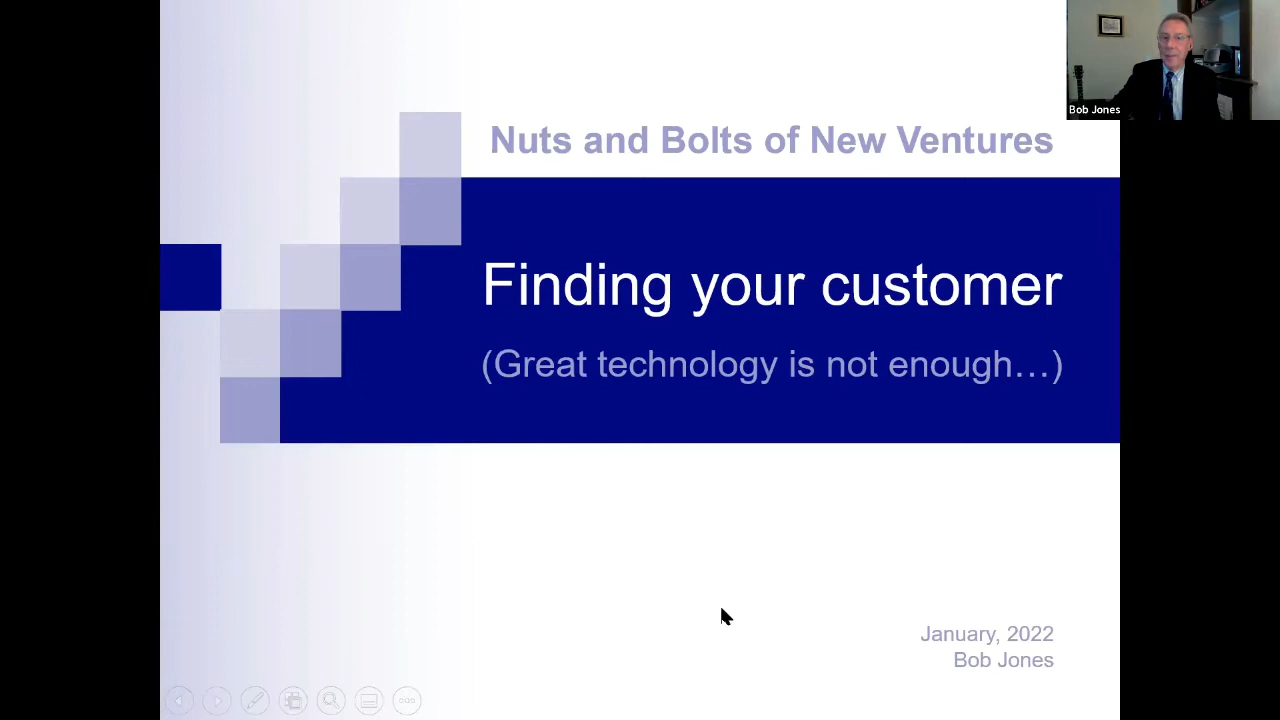 Nuts and Bolts of New Ventures
Bob Jones
Finding your customer
(Great technology is not enough…)
January, 2022
Bob Jones